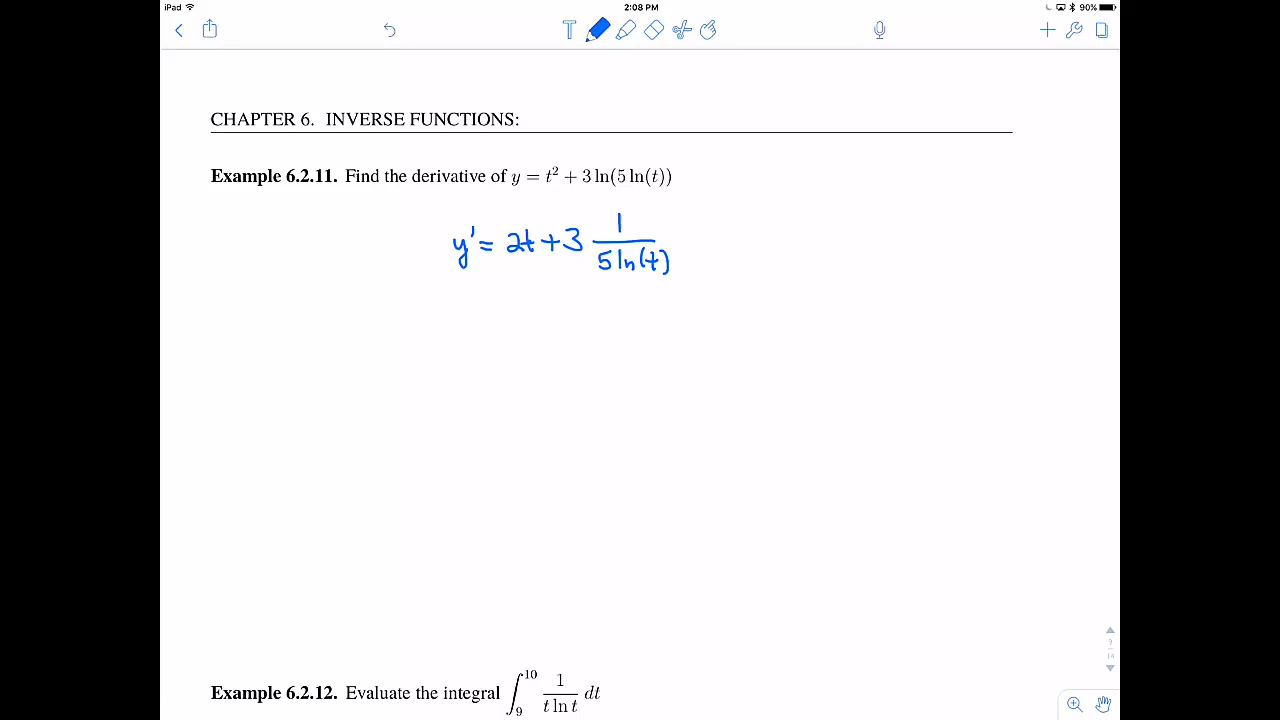 iPad 2:08 PM 90%
T
CHAPTER 6. INVERSE FUNCTIONS:
Example 6.2.11. Find the derivative of y = t² + 3 ln(5 ln(t))
y' = 2t + 3 1/(5 ln(t))
9
14
Example 6.2.12. Evaluate the integral ∫₉¹⁰ 1/(t ln t) dt